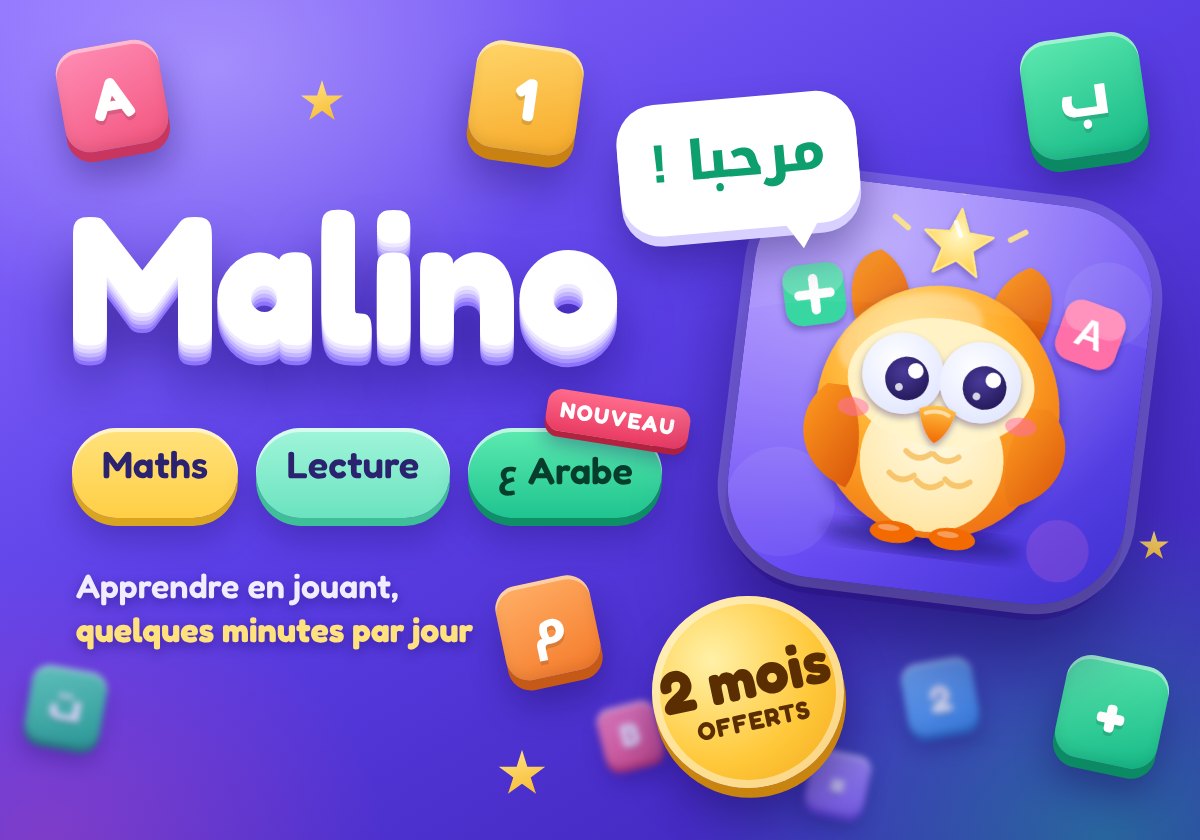 A
1
ب
مرحبا !
A
Malino
NOUVEAU
Maths
Lecture
ع Arabe
Apprendre en jouant,
quelques minutes par jour
م
2 mois
OFFERTS
ت
B
2
+